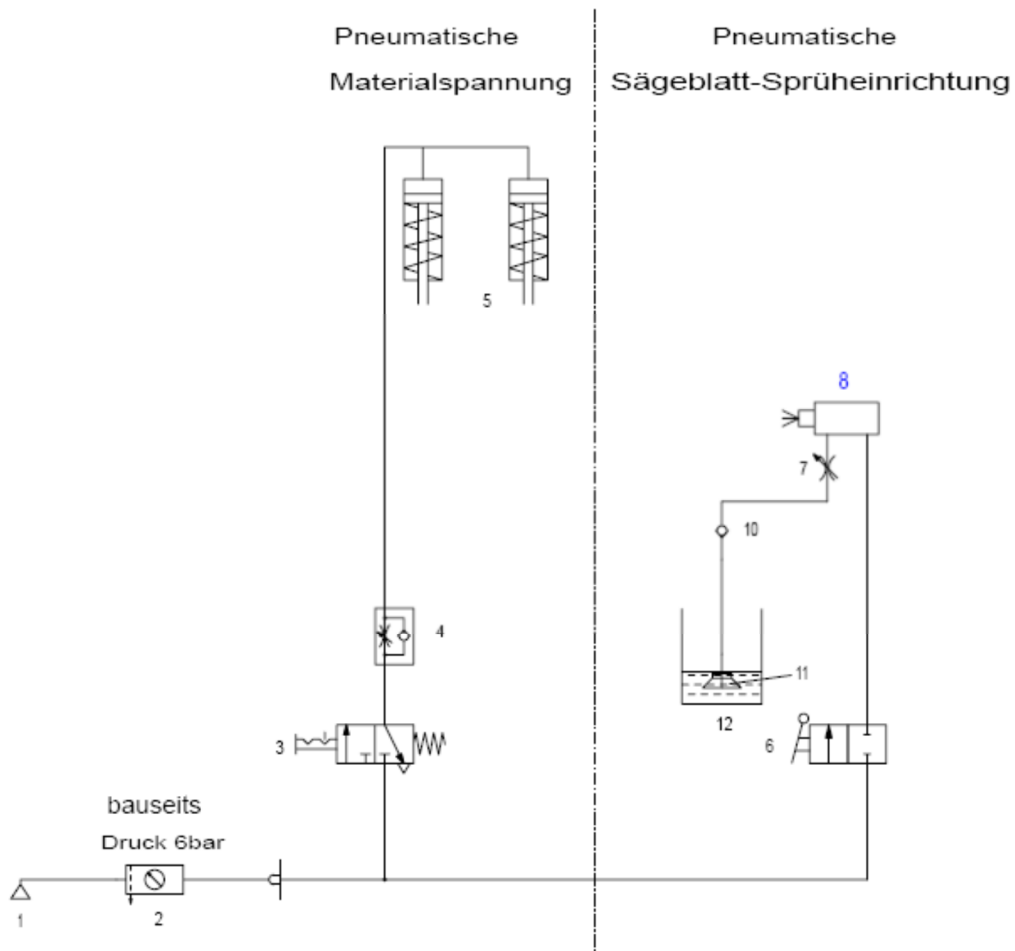 Pneumatische
Materialspannung
Pneumatische
Sägeblatt-Sprüheinrichtung
5
8
7
10
4
11
12
3
6
bauseits
Druck 6bar
1
2